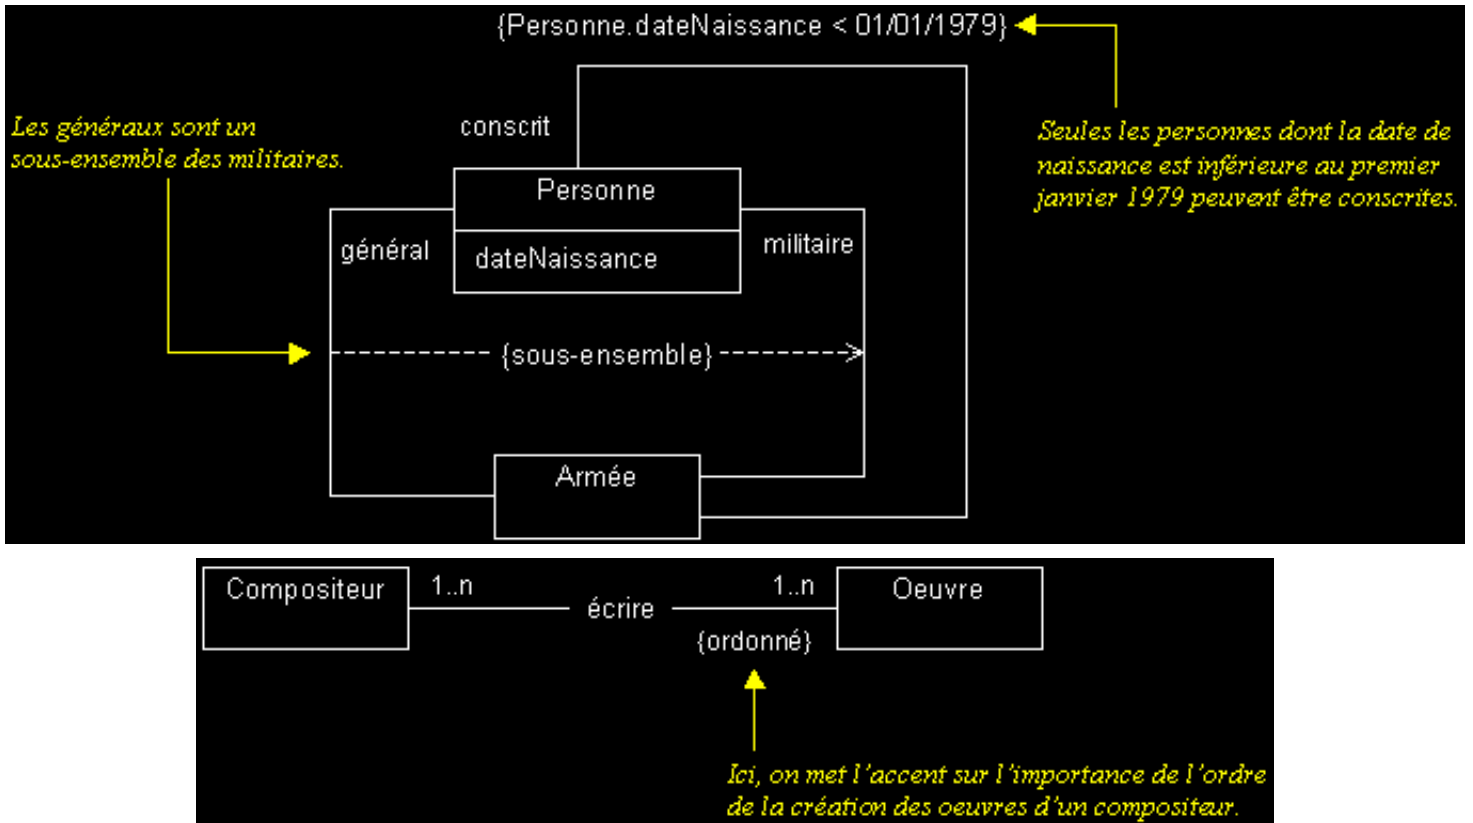 {Personne.dateNaissance < 01/01/1979}
Les généraux sont un
sous-ensemble des militaires.
conscrit
Seules les personnes dont la date de
naissance est inférieure au premier
janvier 1979 peuvent être conscrites.
Personne
général
militaire
dateNaissance
{sous-ensemble}
Armée
Compositeur
1..n
écrire
1..n
Oeuvre
{ordonné}
Ici, on met l'accent sur l'importance de l'ordre
de la création des oeuvres d'un compositeur.